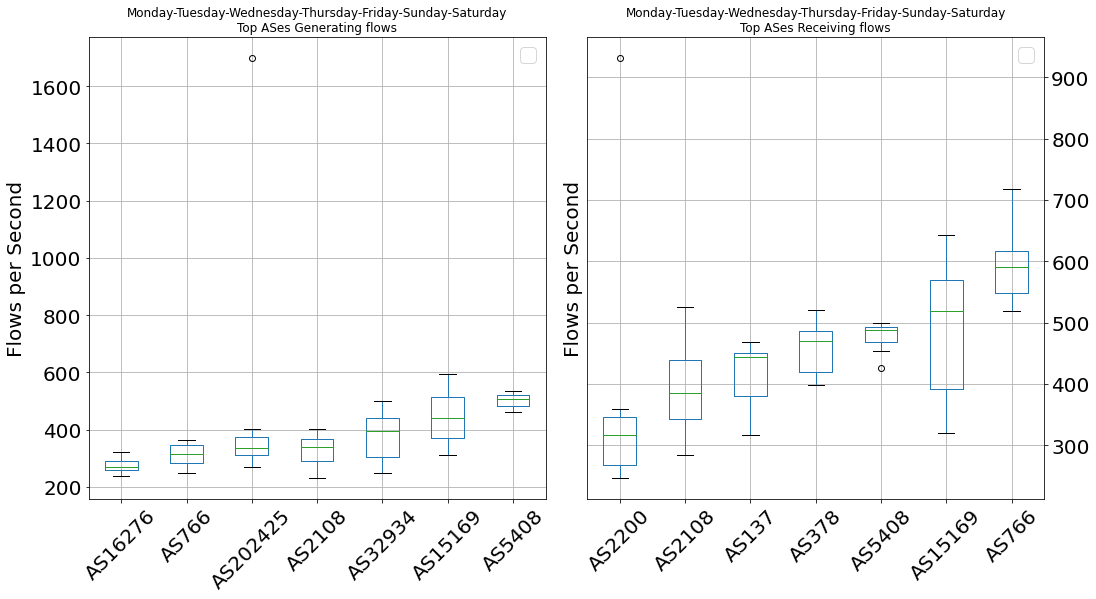 Monday-Tuesday-Wednesday-Thursday-Friday-Sunday-Saturday
Top ASes Generating flows
Flows per Second
1600
1400
1200
1000
800
600
400
200
AS16276
AS766
AS202425
AS2108
AS32934
AS15169
AS5408
Monday-Tuesday-Wednesday-Thursday-Friday-Sunday-Saturday
Top ASes Receiving flows
Flows per Second
900
800
700
600
500
400
300
AS2200
AS2108
AS137
AS378
AS5408
AS15169
AS766